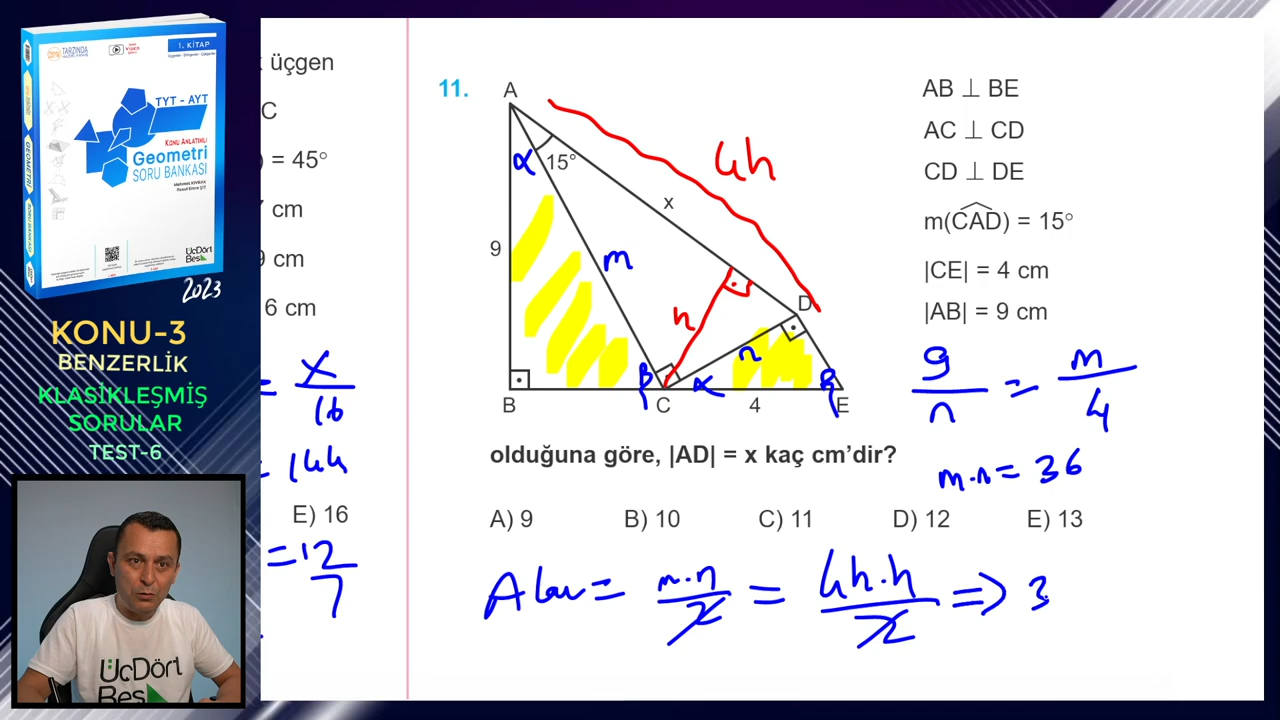 TARZINDA
1. KİTAP
TYT - AYT
KONU ANLATIMLI
Geometri
SORU BANKASI
ÜçDört
Beş
2023
KONU-3
BENZERLİK
KLASİKLEŞMİŞ
SORULAR
TEST-6
ÜçDört
Beş
üçgen
C
) = 45°
cm
9 cm
6 cm
= x/16
= 144
E) 16
= 12/7
11.
A
α
15°
x
4h
9
m
h
n
D
B
β
C
α
4
β
E
AB ⊥ BE
AC ⊥ CD
CD ⊥ DE
m(CAD) = 15°
|CE| = 4 cm
|AB| = 9 cm
9/n = m/4
m.n = 36
olduğuna göre, |AD| = x kaç cm'dir?
A) 9 B) 10 C) 11 D) 12 E) 13
Alan = m.n/2 = 4h.h/2 => 3